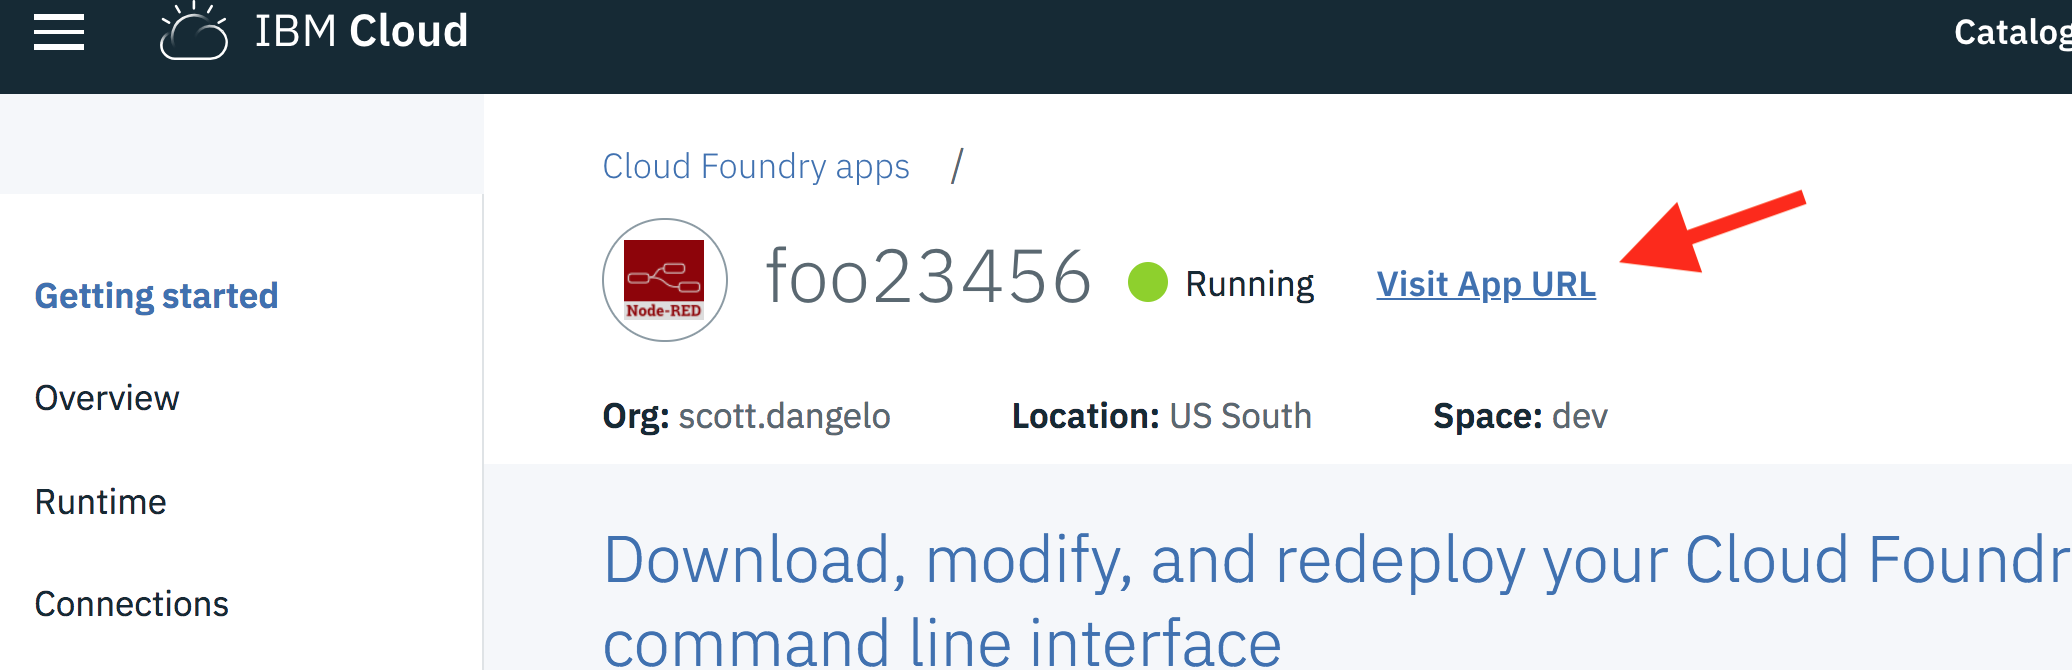 IBM Cloud
Catalog
Cloud Foundry apps /
Node-RED
foo23456 Running Visit App URL
Org: scott.dangelo Location: US South Space: dev
Getting started
Overview
Runtime
Connections
Download, modify, and redeploy your Cloud Foundr
command line interface